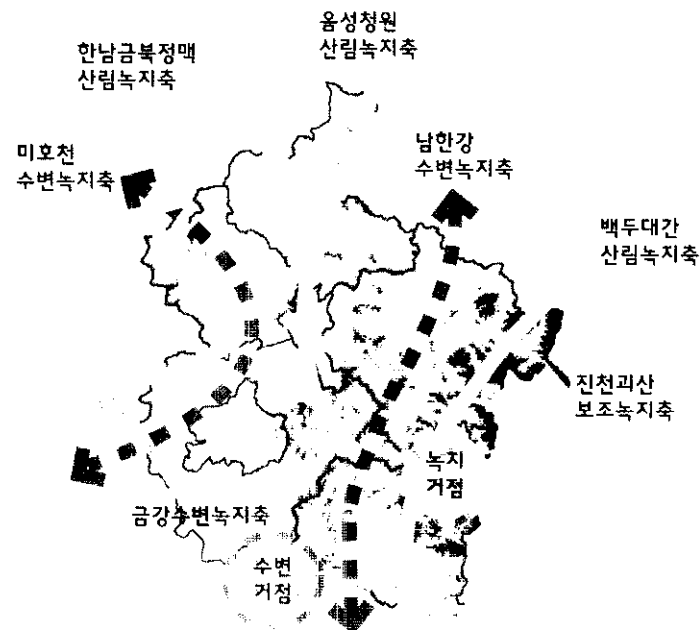 음성청원
산림녹지축
한남금북정맥
산림녹지축
남한강
수변녹지축
미호천
수변녹지축
백두대간
산림녹지축
진천괴산
보조녹지축
녹지
거점
금강수변녹지축
수변
거점